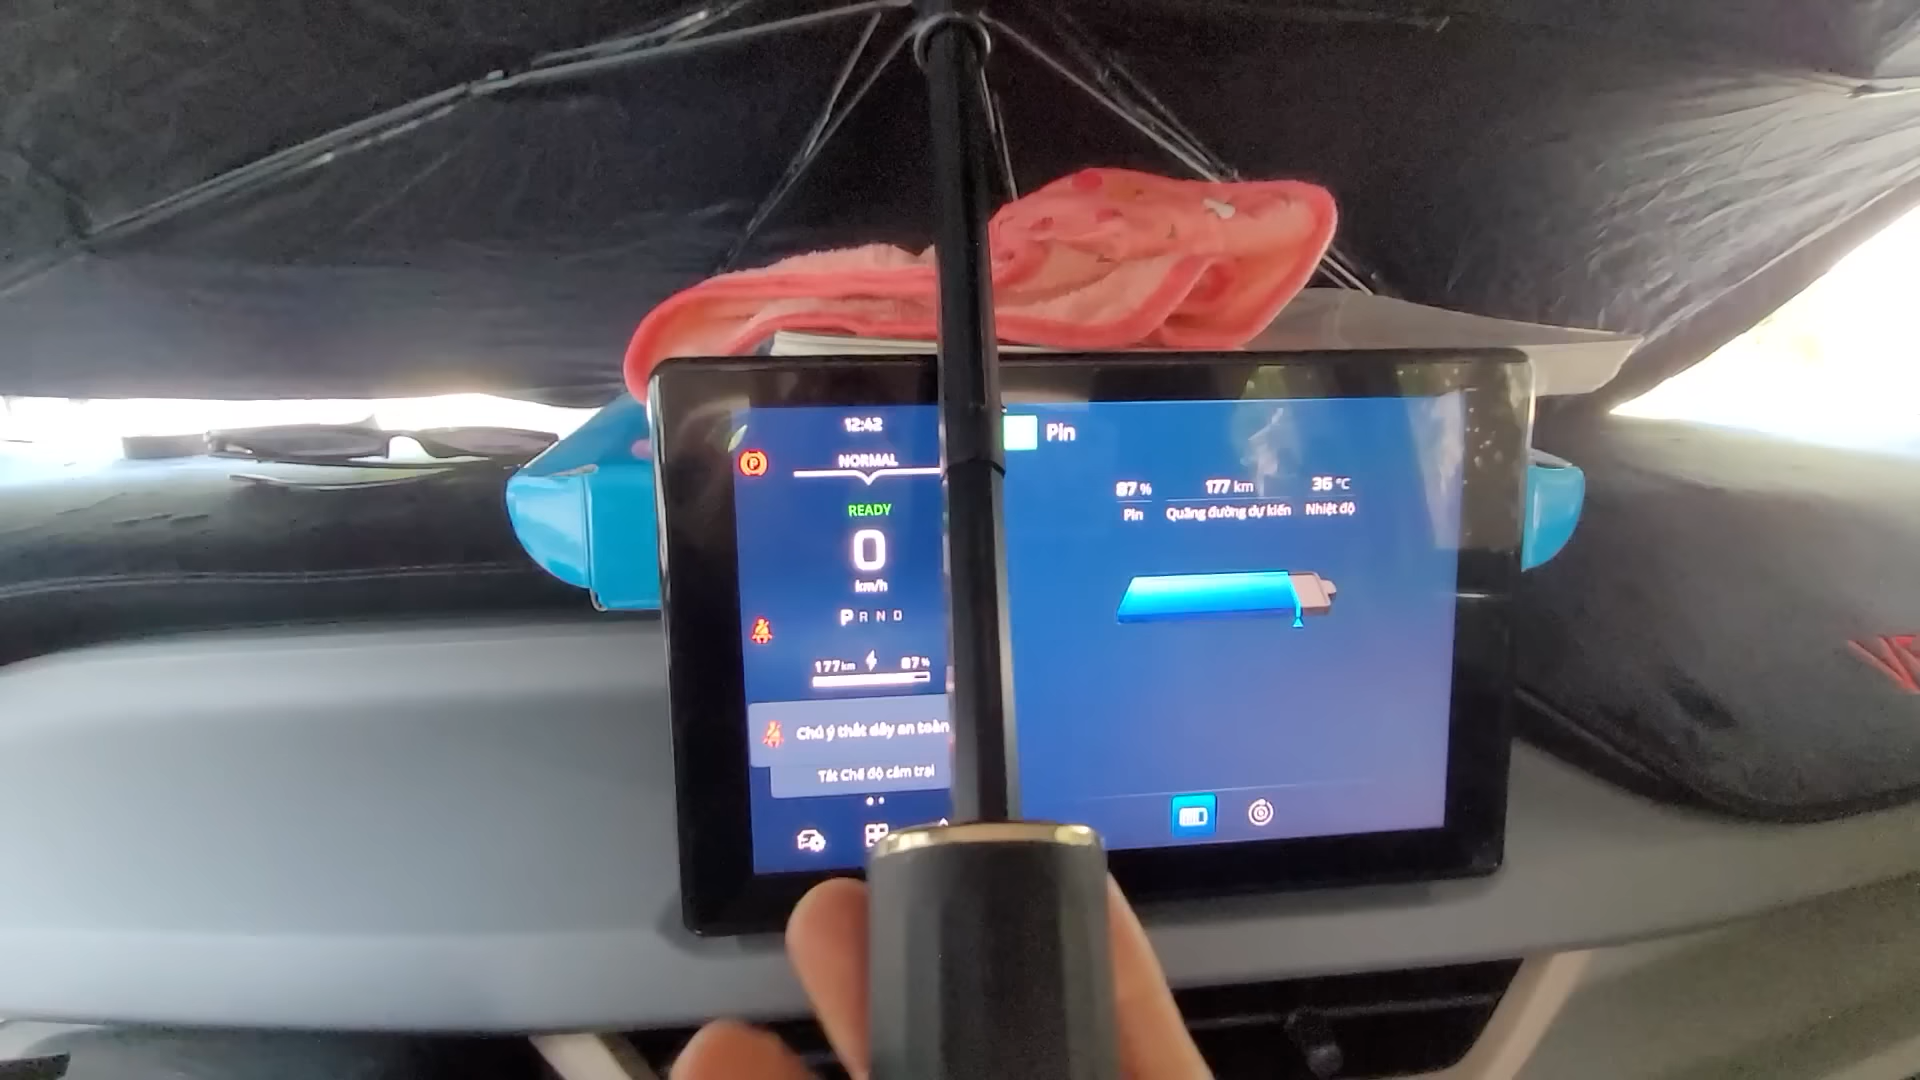 12:42
NORMAL
READY
0
km/h
P R N D
177 km 87 %
Chú ý thắt dây an toàn
Tắt Chế độ cắm trại
Pin
87 % 177 km 36 °C
Pin Quãng đường dự kiến Nhiệt độ